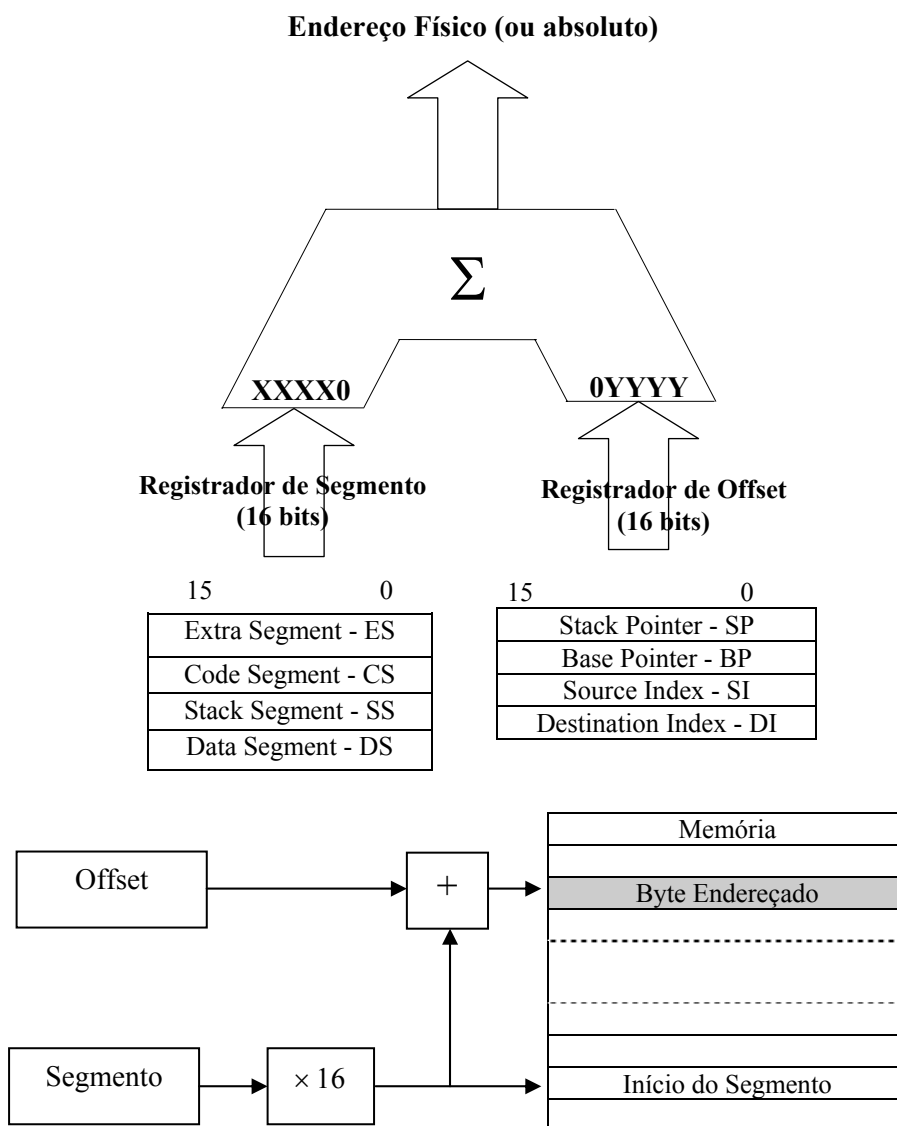 Endereço Físico (ou absoluto)
Σ
XXXX0
0YYYY
Registrador de Segmento
(16 bits)
Registrador de Offset
(16 bits)
15 0
Extra Segment - ES
Code Segment - CS
Stack Segment - SS
Data Segment - DS
15 0
Stack Pointer - SP
Base Pointer - BP
Source Index - SI
Destination Index - DI
Memória
Offset
+
Byte Endereçado
Segmento
× 16
Início do Segmento